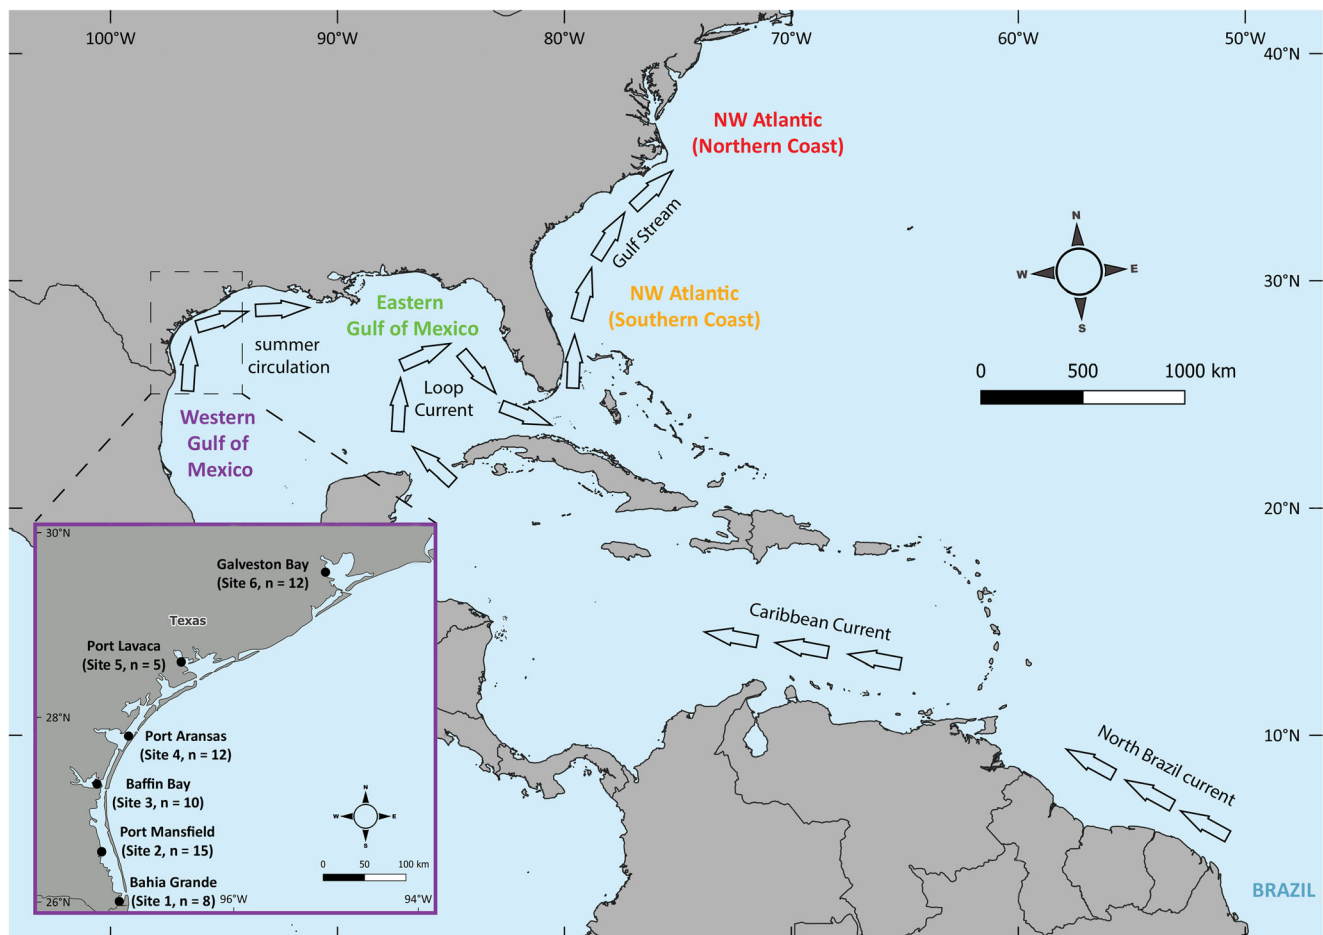 100°W
90°W
80°W
70°W
60°W
50°W
40°N
NW Atlantic
(Northern Coast)
Gulf Stream
N
W
E
S
30°N
NW Atlantic
(Southern Coast)
Eastern
Gulf of Mexico
summer
circulation
Loop
Current
0
500
1000 km
Western
Gulf of
Mexico
20°N
30°N
Galveston Bay
(Site 6, n = 12)
Texas
Port Lavaca
(Site 5, n = 5)
28°N
Port Aransas
(Site 4, n = 12)
Baffin Bay
(Site 3, n = 10)
Port Mansfield
(Site 2, n = 15)
Bahia Grande
(Site 1, n = 8)
26°N
96°W
94°W
N
W
E
S
0
50
100 km
Caribbean Current
10°N
North Brazil current
BRAZIL